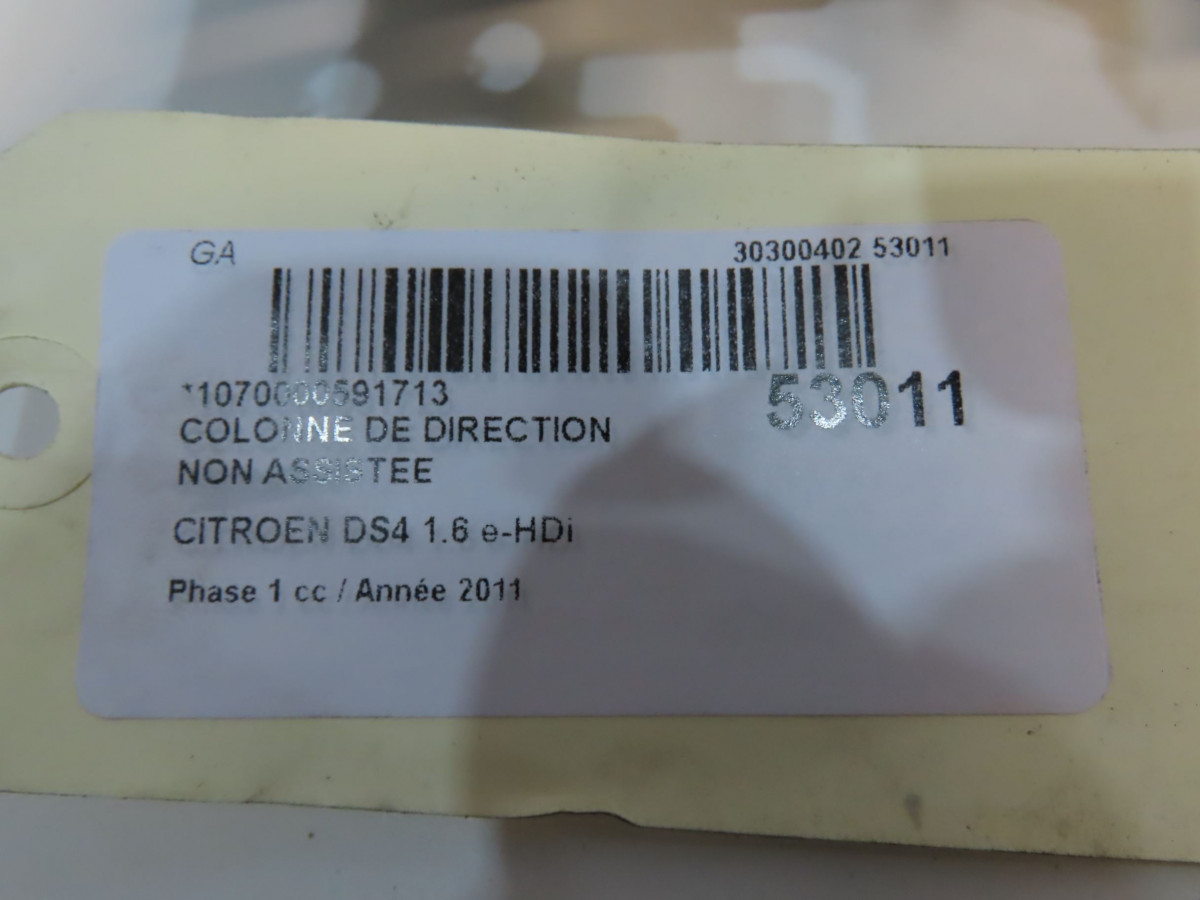 GA
30300402 53011
*1070000591713
53011
COLONNE DE DIRECTION
NON ASSISTEE
CITROEN DS4 1.6 e-HDi
Phase 1 cc / Année 2011